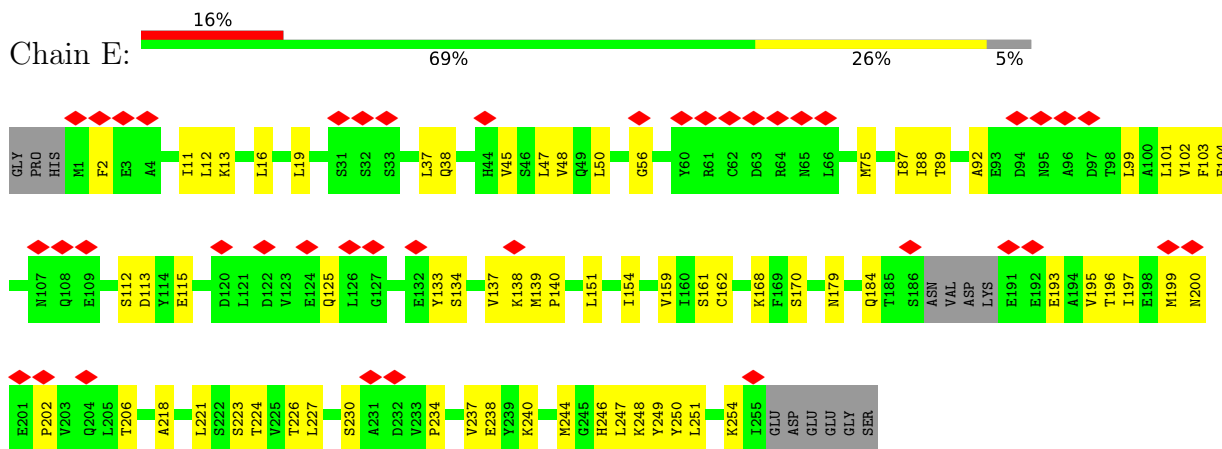 16%
Chain E:
69% 26% 5%
GLY PRO HIS M1 F2 E3 A4 I11 L12 K13 L16 L19 S31 S32 S33 L37 Q38 H44 V45 S46 L47 V48 Q49 L50 G56 Y60 R61 C62 D63 R64 N65 L66 M75 I87 I88 T89 A92 E93 D94 N95 A96 D97 T98 L99 A100 L101 V102 F103 E104
N107 Q108 E109 S112 D113 Y114 E115 D120 L121 D122 V123 E124 Q125 L126 G127 E132 Y133 S134 V137 K138 M139 P140 L151 I154 V159 I160 S161 C162 K168 F169 S170 N179 Q184 T185 S186 ASN VAL ASP LYS E191 E192 E193 A194 V195 T196 I197 E198 M199 N200
E201 P202 V203 Q204 L205 T206 A218 L221 S222 S223 T224 V225 T226 L227 S230 A231 D232 V233 P234 V237 E238 Y239 K240 M244 G245 H246 L247 K248 Y249 Y250 L251 K254 I255 GLU ASP GLU GLU GLY SER